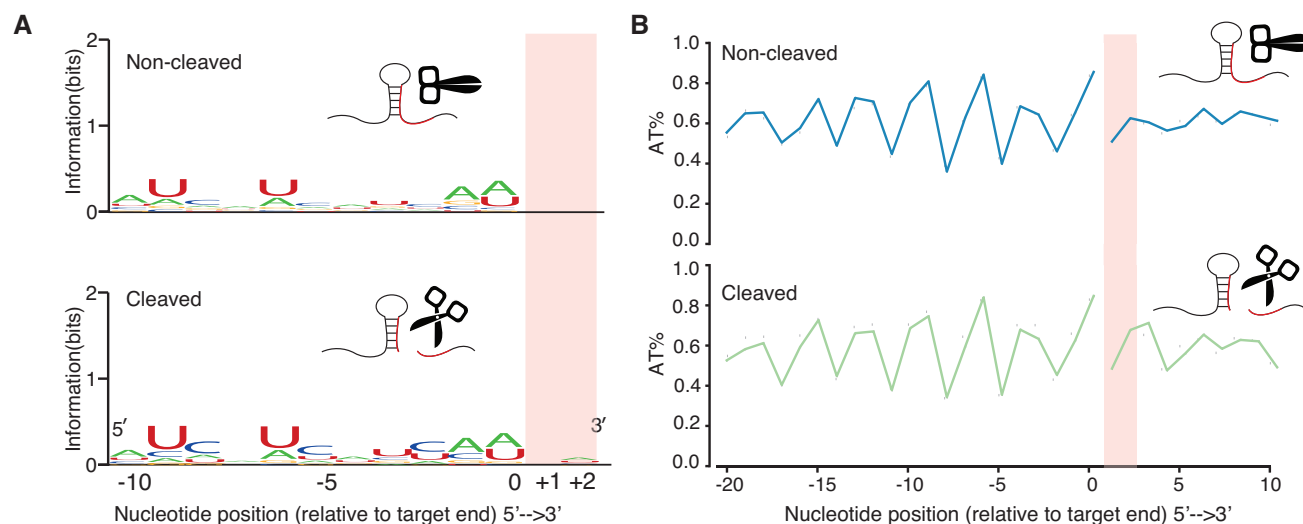 A
Information(bits)
2
1
0
Non-cleaved
A U A C U A C U A A U
Information(bits)
2
1
0
Cleaved
5′
3′
A U C C U A C U C A C A U
-10
-5
0
+1
+2
Nucleotide position (relative to target end) 5’-->3’
B
AT%
1.0
0.8
0.6
0.4
0.2
0.0
Non-cleaved
AT%
1.0
0.8
0.6
0.4
0.2
0.0
Cleaved
-20
-15
-10
-5
0
5
10
Nucleotide position (relative to target end) 5’-->3’